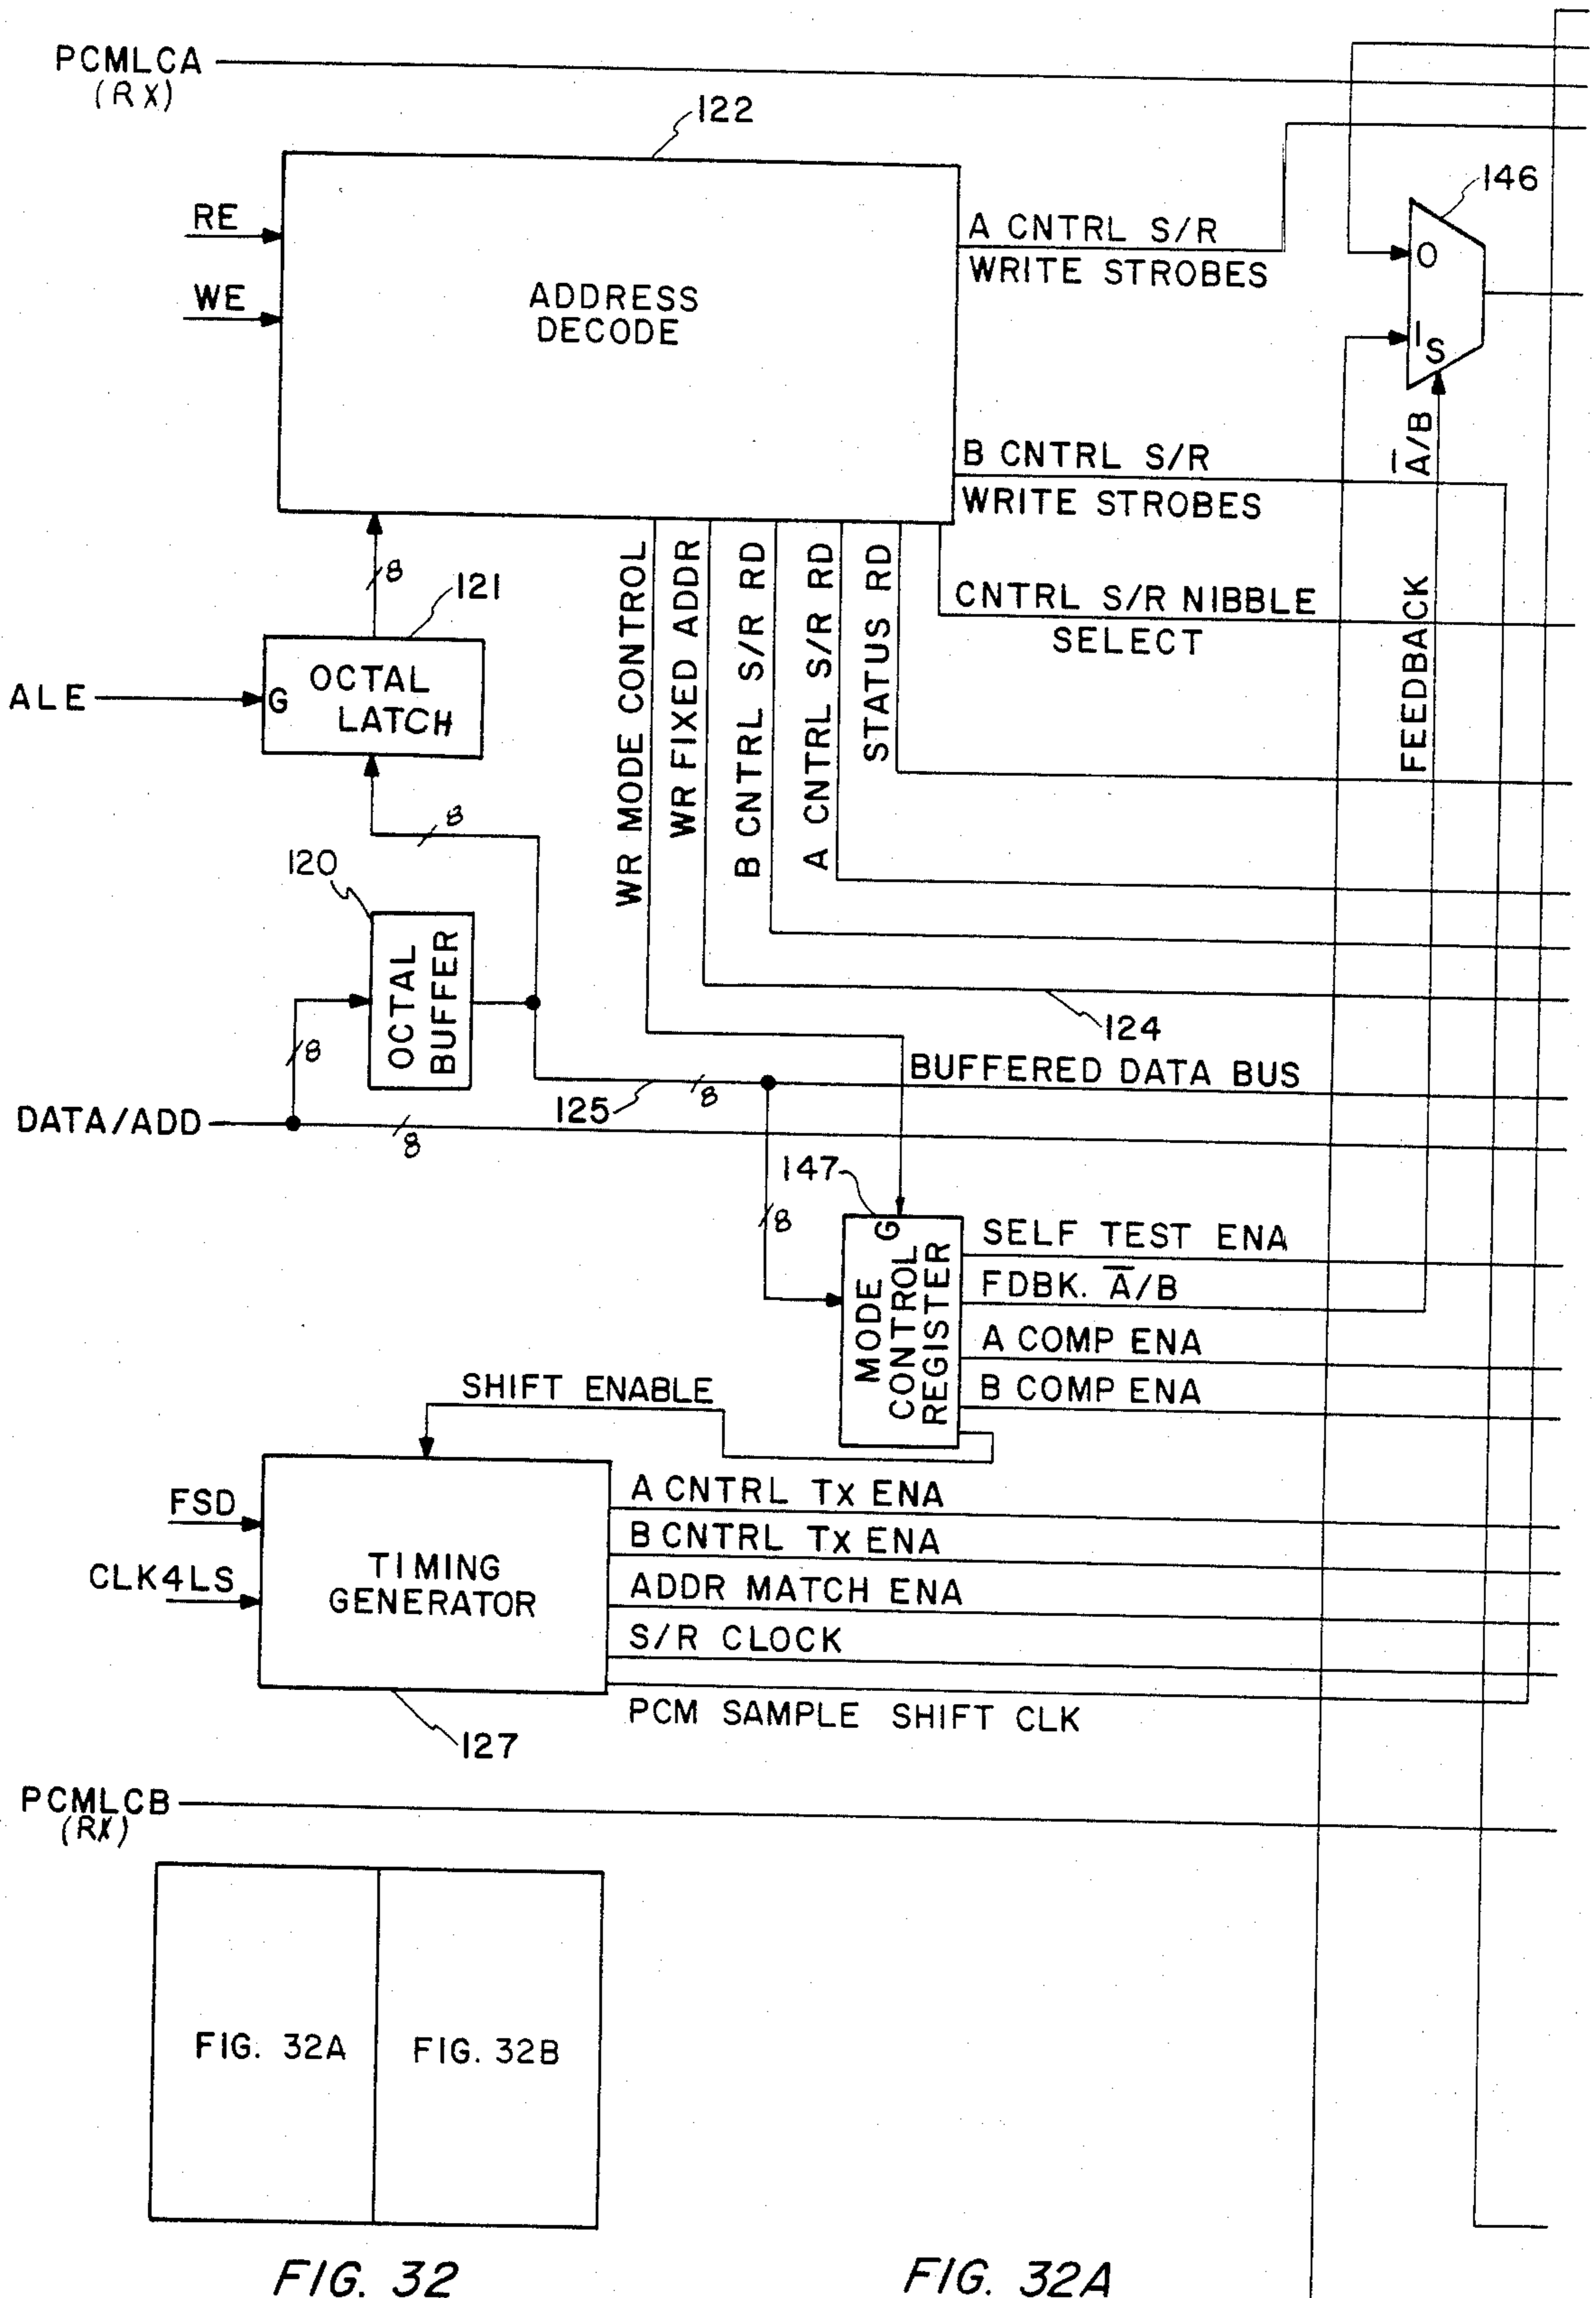 PCMLCA
(RX)
122
146
RE
WE
ADDRESS
DECODE
A CNTRL S/R
WRITE STROBES
0
1
S
B CNTRL S/R
WRITE STROBES
A/B
FEEDBACK
8
121
OCTAL
LATCH
ALE
G
WR MODE CONTROL
WR FIXED ADDR
B CNTRL S/R RD
A CNTRL S/R RD
STATUS RD
CNTRL S/R NIBBLE
SELECT
8
120
OCTAL
BUFFER
8
124
BUFFERED DATA BUS
125
8
DATA/ADD
8
147
8
G
MODE
CONTROL
REGISTER
SELF TEST ENA
FDBK. A̅/B
A COMP ENA
B COMP ENA
SHIFT ENABLE
FSD
CLK4LS
TIMING
GENERATOR
A CNTRL Tx ENA
B CNTRL Tx ENA
ADDR MATCH ENA
S/R CLOCK
PCM SAMPLE SHIFT CLK
127
PCMLCB
(RX)
FIG. 32A
FIG. 32B
FIG. 32
FIG. 32A